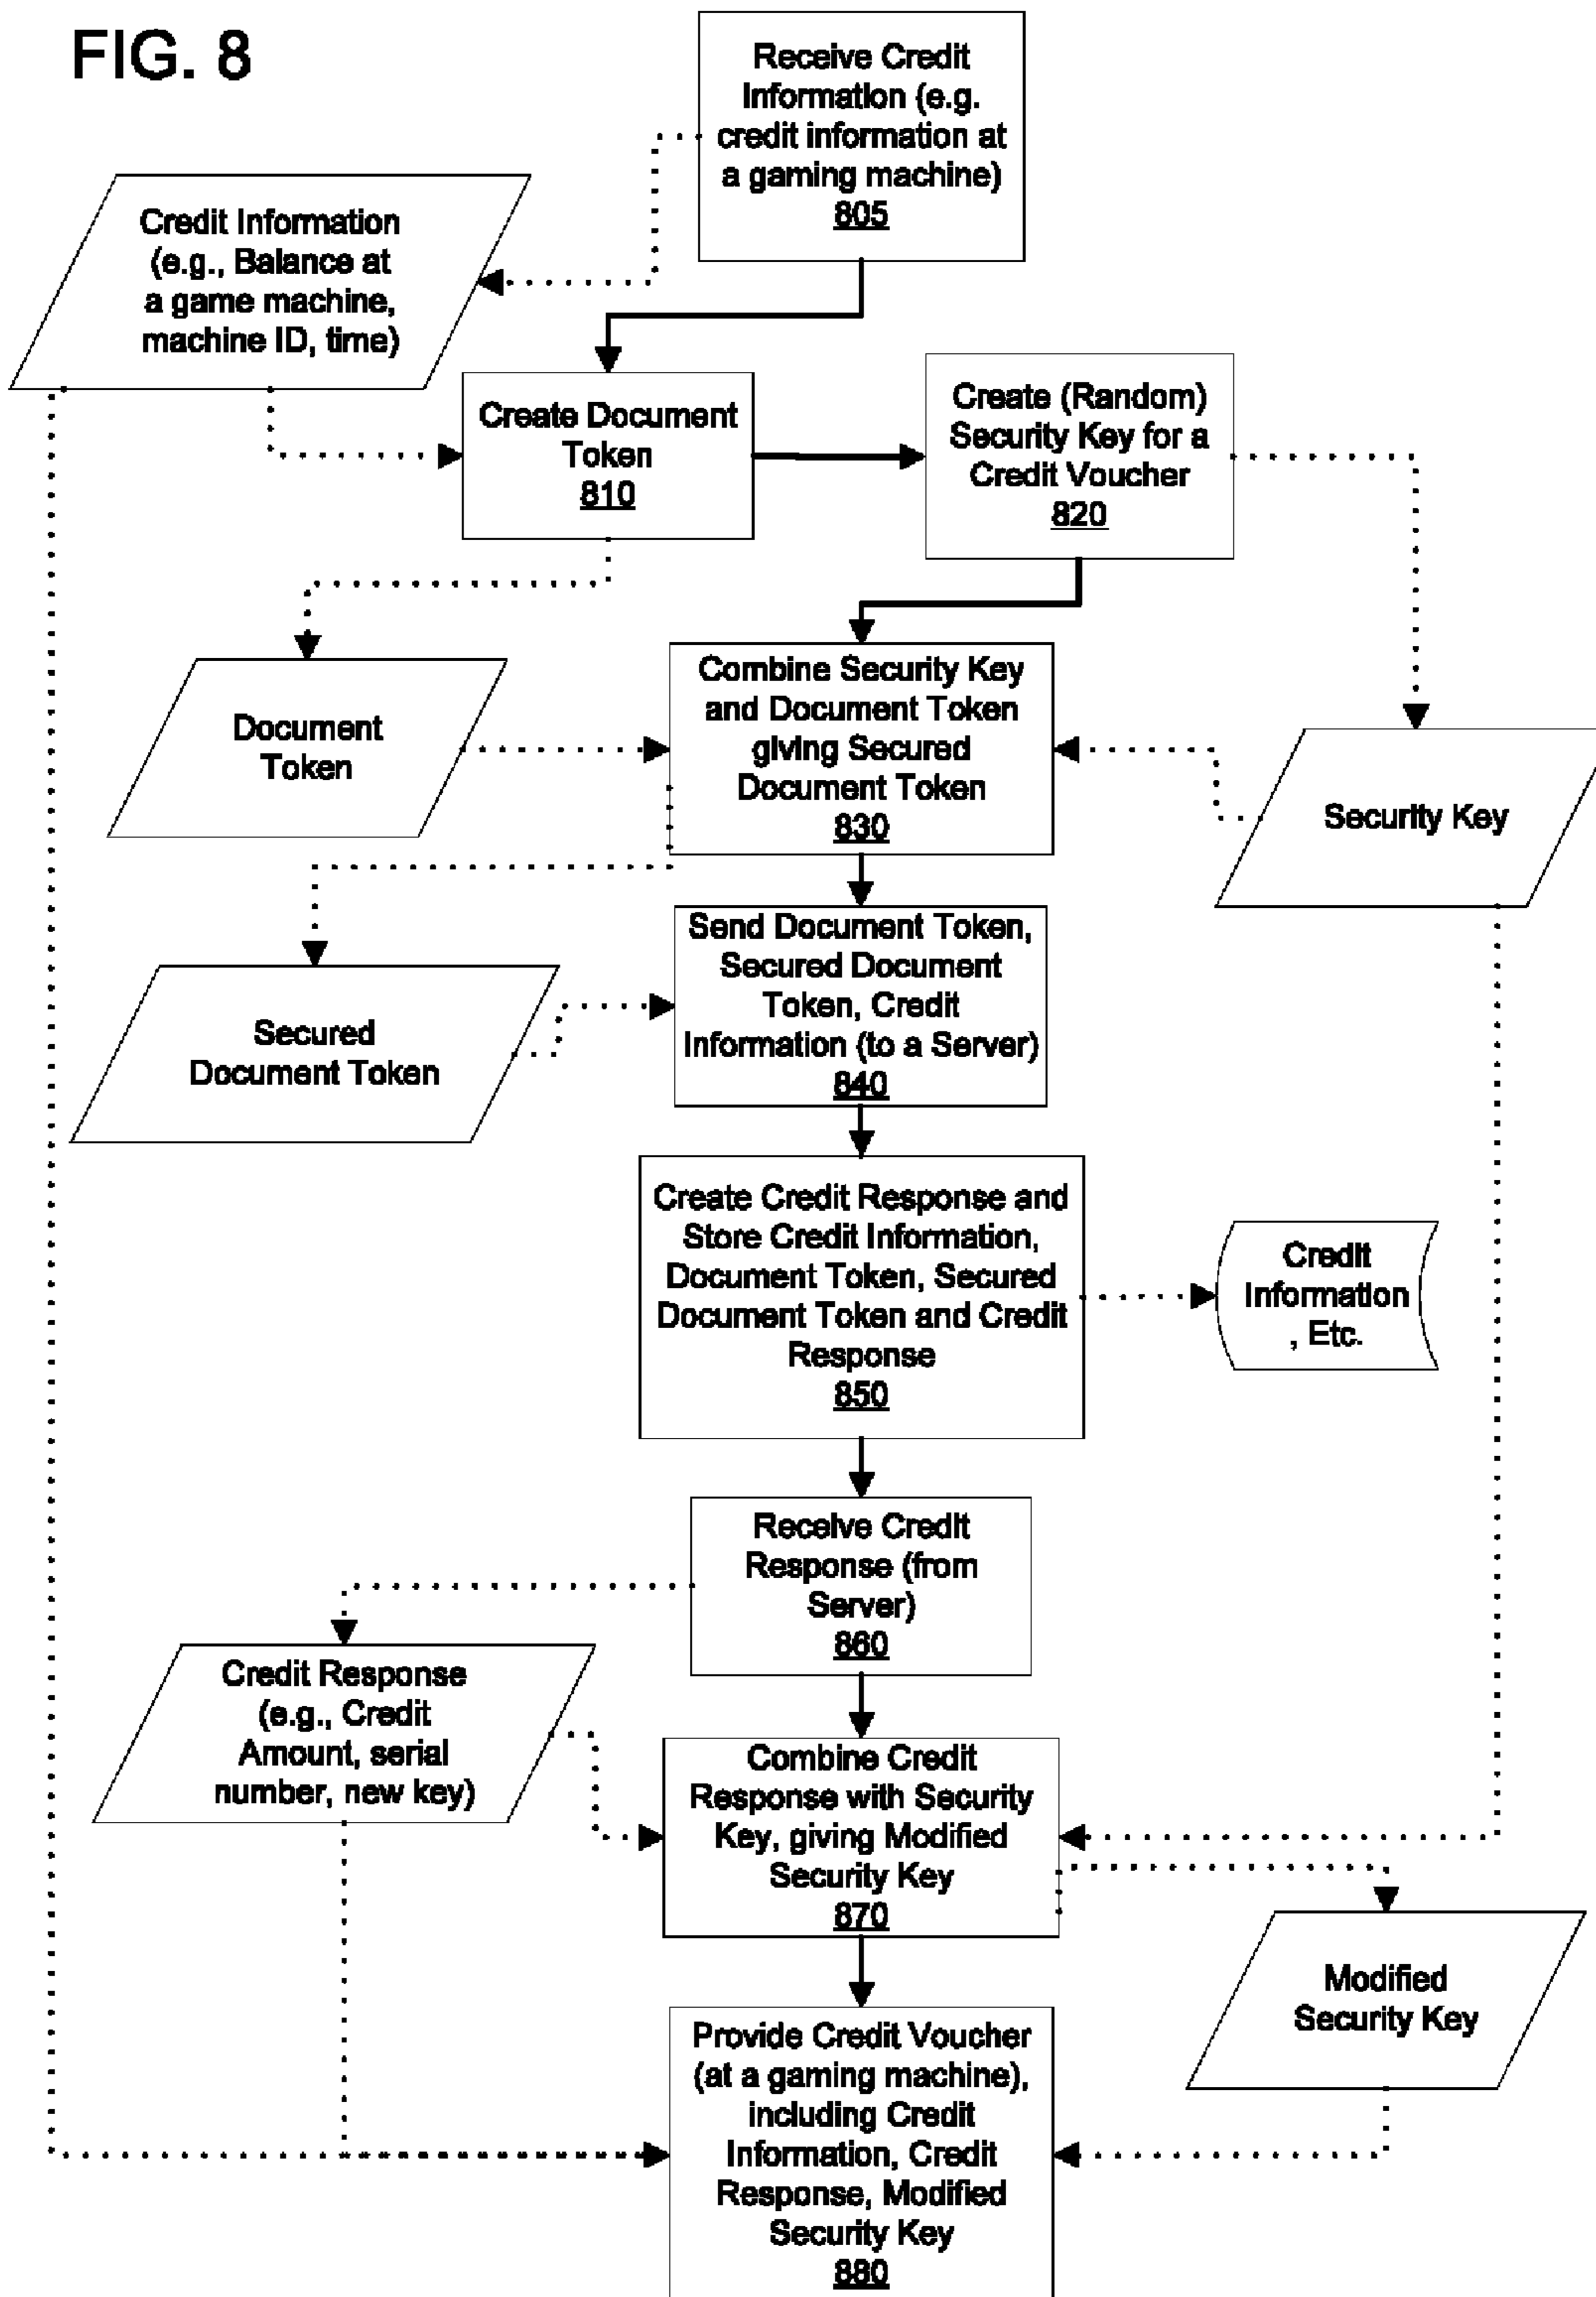 FIG. 8
Receive Credit
Information (e.g.
credit information at
a gaming machine)
805
Credit Information
(e.g., Balance at
a game machine,
machine ID, time)
Create Document
Token
810
Create (Random)
Security Key for a
Credit Voucher
820
Combine Security Key
and Document Token
giving Secured
Document Token
830
Document
Token
Security Key
Send Document Token,
Secured Document
Token, Credit
Information (to a Server)
840
Secured
Document Token
Create Credit Response and
Store Credit Information,
Document Token, Secured
Document Token and Credit
Response
850
Credit
Information
, Etc.
Receive Credit
Response (from
Server)
860
Credit Response
(e.g., Credit
Amount, serial
number, new key)
Combine Credit
Response with Security
Key, giving Modified
Security Key
870
Modified
Security Key
Provide Credit Voucher
(at a gaming machine),
including Credit
Information, Credit
Response, Modified
Security Key
880